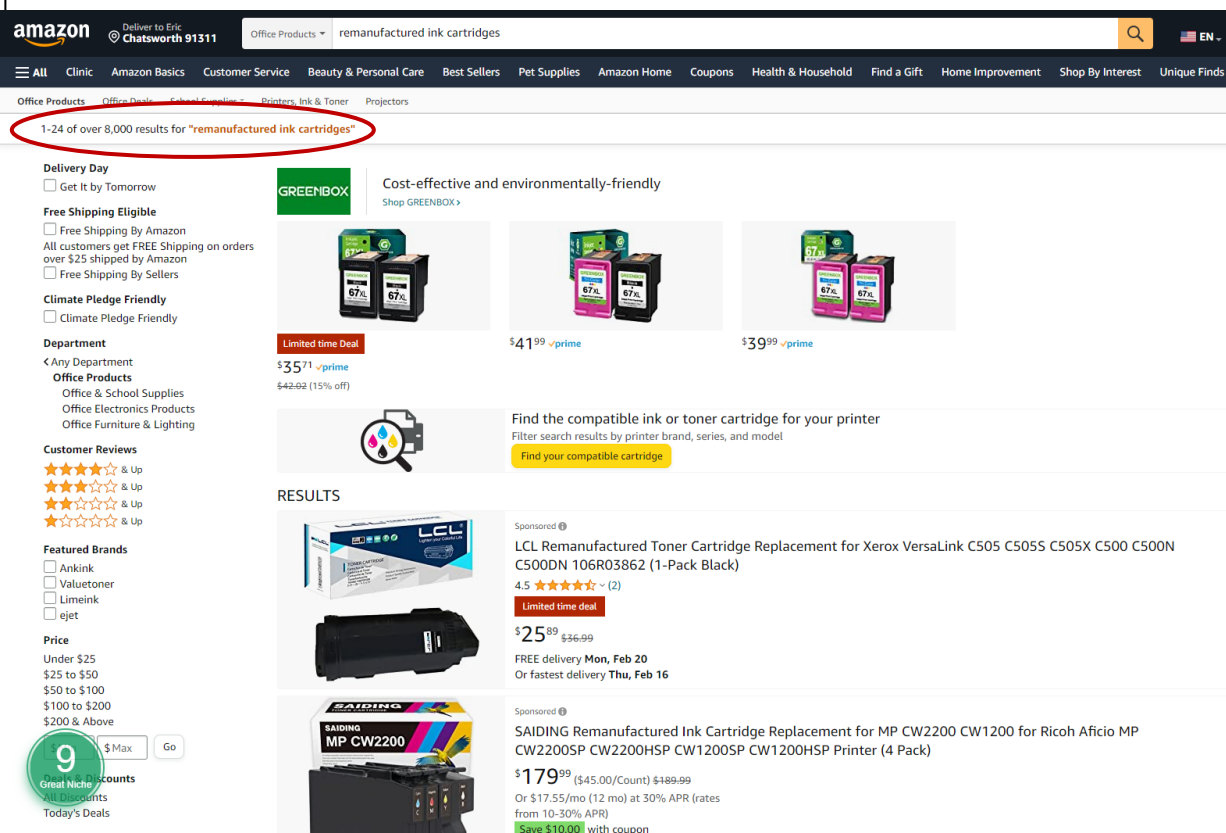 amazon
Deliver to Eric
Chatsworth 91311
Office Products
remanufactured ink cartridges
EN
All Clinic Amazon Basics Customer Service Beauty & Personal Care Best Sellers Pet Supplies Amazon Home Coupons Health & Household Find a Gift Home Improvement Shop By Interest Unique Finds
Office Products Office Deals School Supplies Printers, Ink & Toner Projectors
1-24 of over 8,000 results for "remanufactured ink cartridges"
Delivery Day
Get It by Tomorrow
Free Shipping Eligible
Free Shipping By Amazon
All customers get FREE Shipping on orders
over $25 shipped by Amazon
Free Shipping By Sellers
Climate Pledge Friendly
Climate Pledge Friendly
Department
Any Department
Office Products
Office & School Supplies
Office Electronics Products
Office Furniture & Lighting
Customer Reviews
& Up
& Up
& Up
& Up
Featured Brands
Ankink
Valuetoner
Limeink
ejet
Price
Under $25
$25 to $50
$50 to $100
$100 to $200
$200 & Above
$ Max Go
9
Great Niche
Deals & Discounts
All Discounts
Today's Deals
GREENBOX
Cost-effective and environmentally-friendly
Shop GREENBOX ›
67XL
67XL
67XL
67XL
67XL
67XL
Limited time Deal
$35.71 prime
$42.02 (15% off)
$41.99 prime
$39.99 prime
Find the compatible ink or toner cartridge for your printer
Filter search results by printer brand, series, and model
Find your compatible cartridge
RESULTS
LCL
TONER CARTRIDGE
Sponsored
LCL Remanufactured Toner Cartridge Replacement for Xerox VersaLink C505 C505S C505X C500 C500N
C500DN 106R03862 (1-Pack Black)
4.5 (2)
Limited time deal
$25.89 $36.99
FREE delivery Mon, Feb 20
Or fastest delivery Thu, Feb 16
SAIDING
TONER CARTRIDGE
SAIDING
MP CW2200
C M Y K
Sponsored
SAIDING Remanufactured Ink Cartridge Replacement for MP CW2200 CW1200 for Ricoh Aficio MP
CW2200SP CW2200HSP CW1200SP CW1200HSP Printer (4 Pack)
$179.99 ($45.00/Count) $189.99
Or $17.55/mo (12 mo) at 30% APR (rates
from 10-30% APR)
Save $10.00 with coupon